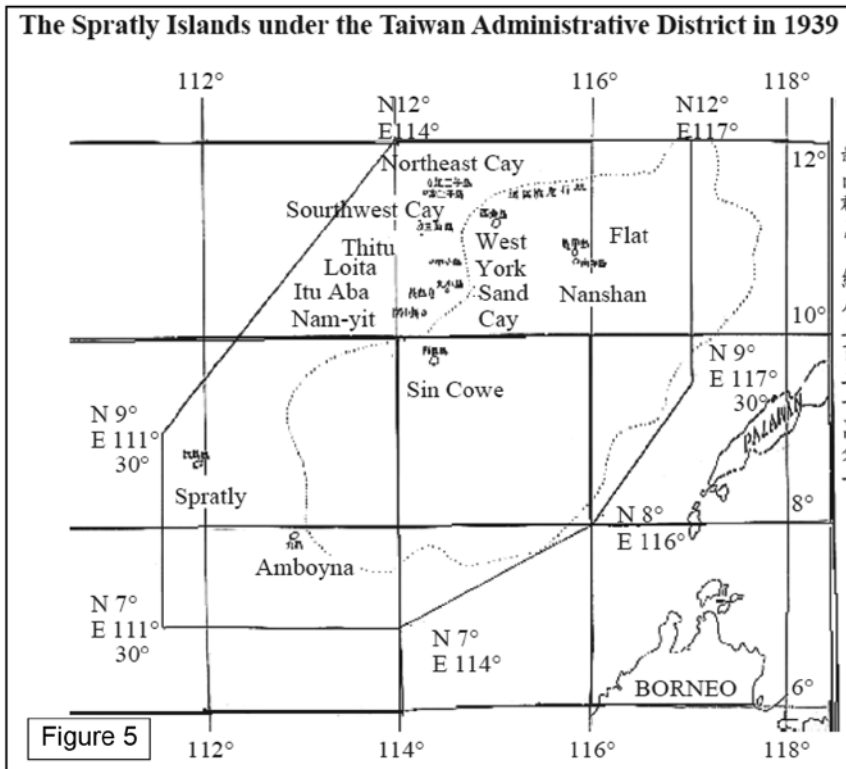 The Spratly Islands under the Taiwan Administrative District in 1939
112°
116°
118°
N12°
E114°
N12°
E117°
12°
Northeast Cay
Sourthwest Cay
Thitu
Loita
Itu Aba
Nam-yit
West
York
Sand
Cay
Flat
Nanshan
10°
N 9°
E 117°
30°
Sin Cowe
PALAWAN
N 9°
E 111°
30°
Spratly
8°
N 8°
E 116°
Amboyna
N 7°
E 111°
30°
N 7°
E 114°
BORNEO
6°
Figure 5
112°
114°
116°
118°